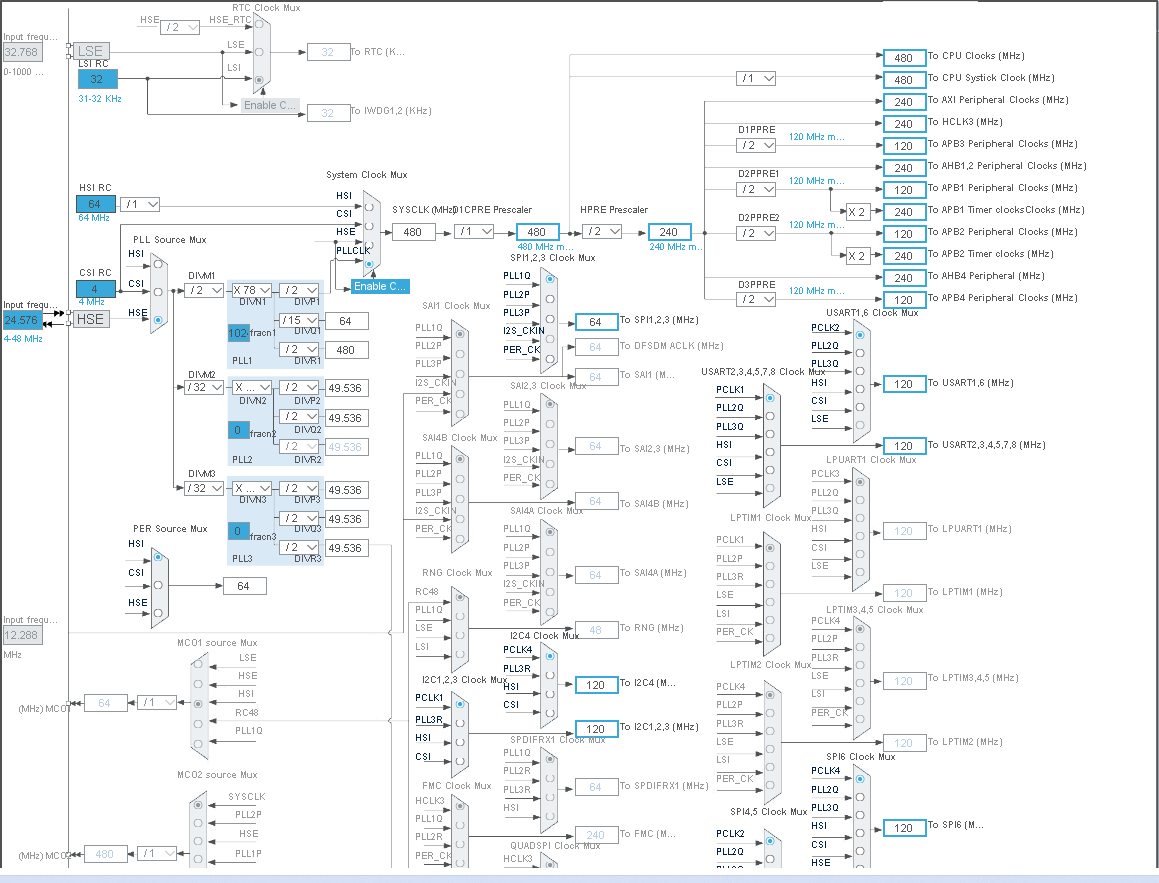 RTC Clock Mux
HSE
/ 2
HSE_RTC
Input frequ...
32.768
0-1000 ...
LSE
LSE
32
To RTC (K...
LSI RC
32
31-32 KHz
LSI
Enable C...
32
To IWDG1,2 (KHz)
480
To CPU Clocks (MHz)
/ 1
480
To CPU Systick Clock (MHz)
240
To AXI Peripheral Clocks (MHz)
240
To HCLK3 (MHz)
D1PPRE
/ 2
120 MHz m...
120
To APB3 Peripheral Clocks (MHz)
240
To AHB1,2 Peripheral Clocks (MHz)
D2PPRE1
/ 2
120 MHz m...
120
To APB1 Peripheral Clocks (MHz)
X 2
240
To APB1 Timer clocksClocks (MHz)
D2PPRE2
/ 2
120
To APB2 Peripheral Clocks (MHz)
120 MHz m...
X 2
240
To APB2 Timer clocks (MHz)
240
To AHB4 Peripheral (MHz)
D3PPRE
/ 2
120 MHz m...
120
To APB4 Peripheral Clocks (MHz)
System Clock Mux
HSI RC
64
64 MHz
/ 1
HSI
CSI
HSE
PLLCLK
Enable C...
SYSCLK (MHz)
480
D1CPRE Prescaler
/ 1
480
480 MHz m...
HPRE Prescaler
/ 2
240
240 MHz m...
PLL Source Mux
HSI
CSI RC
4
4 MHz
CSI
Input frequ...
24.576
4-48 MHz
HSE
HSE
DIVM1
/ 2
X 78
DIVN1
/ 2
DIVP1
102
fracn1
/ 15
DIVQ1
64
PLL1
/ 2
DIVR1
480
DIVM2
/ 32
X ...
DIVN2
/ 2
DIVP2
49.536
0
fracn2
/ 2
DIVQ2
49.536
PLL2
/ 2
DIVR2
49.536
DIVM3
/ 32
X ...
DIVN3
/ 2
DIVP3
49.536
0
fracn3
/ 2
DIVQ3
49.536
PLL3
/ 2
DIVR3
49.536
PER Source Mux
HSI
CSI
HSE
64
Input frequ...
12.288
MHz
MCO1 source Mux
LSE
HSE
HSI
RC48
PLL1Q
(MHz) MCO1
64
/ 1
MCO2 source Mux
SYSCLK
PLL2P
HSE
PLL1P
(MHz) MCO
480
/ 1
SPI1,2,3 Clock Mux
PLL1Q
PLL2P
PLL3P
I2S_CKIN
PER_CK
64
To SPI1,2,3 (MHz)
64
To DFSDM ACLK (MHz)
SAI1 Clock Mux
PLL1Q
PLL2P
PLL3P
I2S_CKIN
PER_CK
64
To SAI1 (M...
SAI2,3 Clock Mux
PLL1Q
PLL2P
PLL3P
I2S_CKIN
PER_CK
64
To SAI2,3 (MHz)
SAI4B Clock Mux
PLL1Q
PLL2P
PLL3P
I2S_CKIN
PER_CK
64
To SAI4B (MHz)
SAI4A Clock Mux
PLL1Q
PLL2P
PLL3P
I2S_CKIN
PER_CK
64
To SAI4A (MHz)
RNG Clock Mux
RC48
PLL1Q
LSE
LSI
48
To RNG (MHz)
I2C4 Clock Mux
PCLK4
PLL3R
HSI
CSI
120
To I2C4 (M...
I2C1,2,3 Clock Mux
PCLK1
PLL3R
HSI
CSI
120
To I2C1,2,3 (MHz)
SPDIFRX1 Clock Mux
PLL1Q
PLL2R
PLL3R
HSI
64
To SPDIFRX1 (MHz)
FMC Clock Mux
HCLK3
PLL1Q
PLL2R
PER_CK
240
To FMC (M...
QUADSPI Clock Mux
HCLK3
USART1,6 Clock Mux
PCLK2
PLL2Q
PLL3Q
HSI
CSI
LSE
120
To USART1,6 (MHz)
USART2,3,4,5,7,8 Clock Mux
PCLK1
PLL2Q
PLL3Q
HSI
CSI
LSE
120
To USART2,3,4,5,7,8 (MHz)
LPUART1 Clock Mux
PCLK3
PLL2Q
PLL3Q
HSI
CSI
LSE
120
To LPUART1 (MHz)
LPTIM1 Clock Mux
PCLK1
PLL2P
PLL3R
LSE
LSI
PER_CK
120
To LPTIM1 (MHz)
LPTIM3,4,5 Clock Mux
PCLK4
PLL2P
PLL3R
LSE
LSI
PER_CK
120
To LPTIM3,4,5 (MHz)
LPTIM2 Clock Mux
PCLK4
PLL2P
PLL3R
LSE
LSI
PER_CK
120
To LPTIM2 (MHz)
SPI6 Clock Mux
PCLK4
PLL2Q
PLL3Q
HSI
CSI
HSE
120
To SPI6 (M...
SPI4,5 Clock Mux
PCLK2
PLL2Q